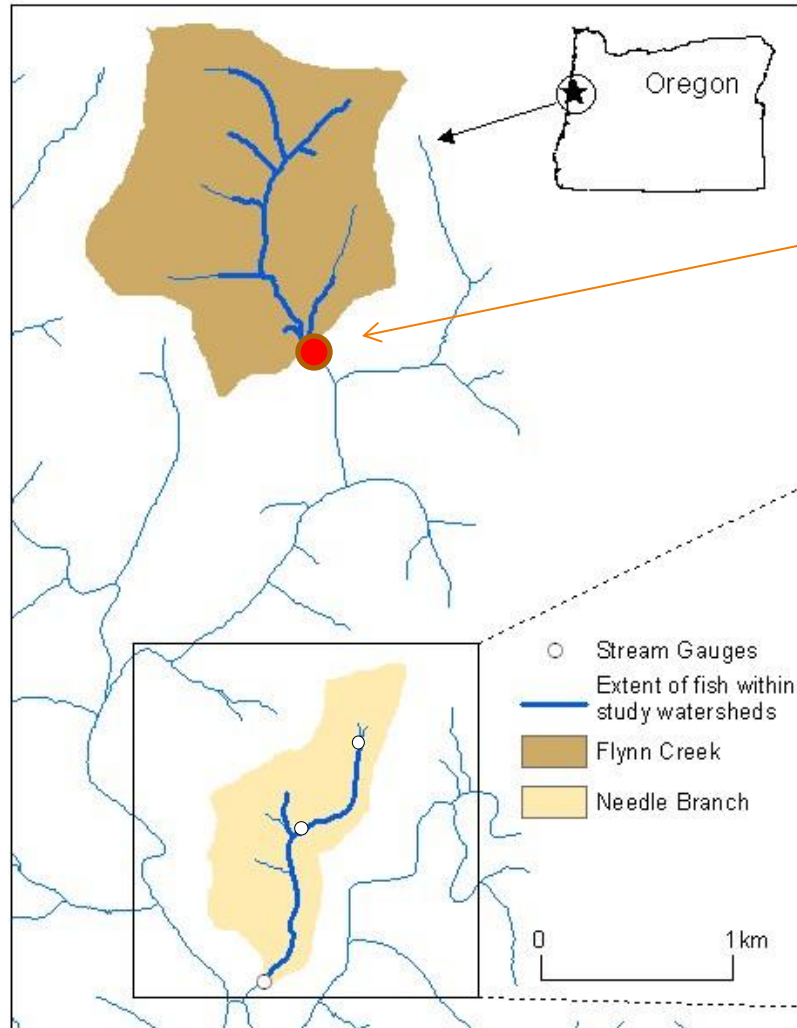 Oregon
Stream Gauges
Extent of fish within
study watersheds
Flynn Creek
Needle Branch
0 1km